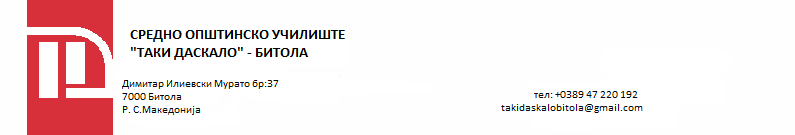 СРЕДНО ОПШТИНСКО УЧИЛИШТЕ
"ТАКИ ДАСКАЛО" - БИТОЛА
Димитар Илиевски Мурато бр:37
7000 Битола
Р. С.Македонија
тел: +0389 47 220 192
takidaskalobitola@gmail.com